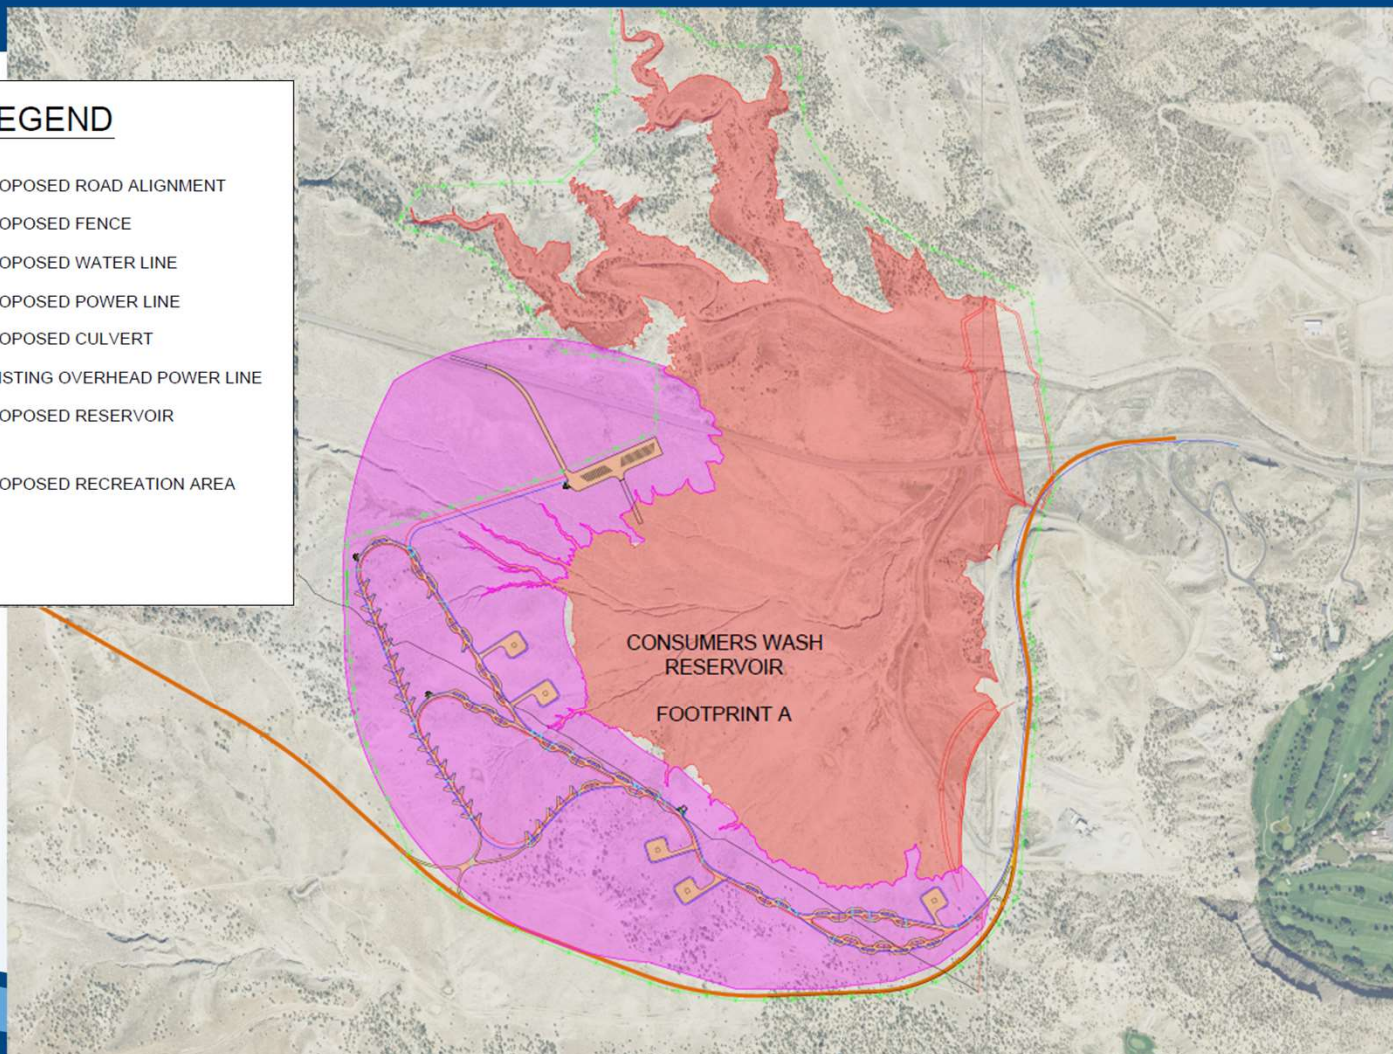 EGEND
OPOSED ROAD ALIGNMENT
OPOSED FENCE
OPOSED WATER LINE
OPOSED POWER LINE
OPOSED CULVERT
ISTING OVERHEAD POWER LINE
OPOSED RESERVOIR
OPOSED RECREATION AREA
CONSUMERS WASH
RESERVOIR
FOOTPRINT A